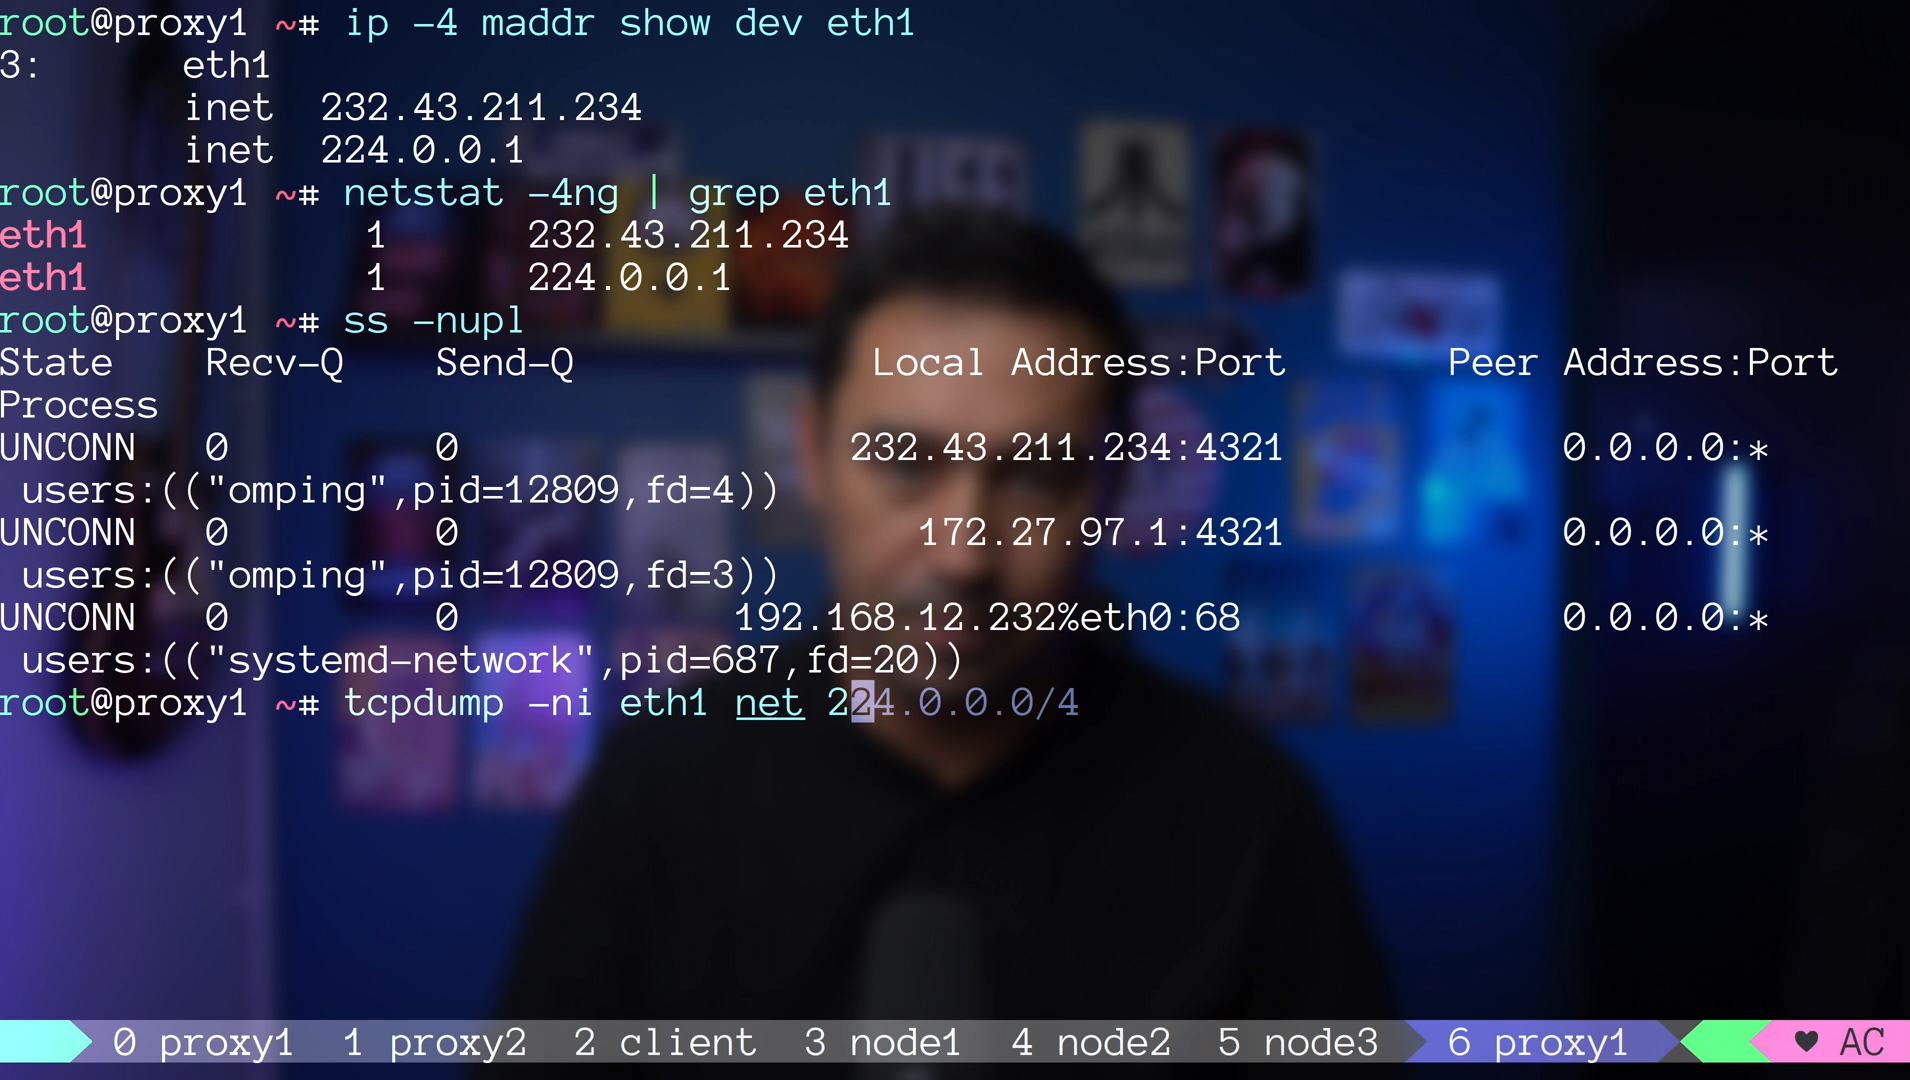 root@proxy1 ~# ip -4 maddr show dev eth1
3:      eth1
        inet  232.43.211.234
        inet  224.0.0.1
root@proxy1 ~# netstat -4ng | grep eth1
eth1            1      232.43.211.234
eth1            1      224.0.0.1
root@proxy1 ~# ss -nupl
State    Recv-Q    Send-Q             Local Address:Port       Peer Address:Port
Process
UNCONN   0         0                 232.43.211.234:4321            0.0.0.0:*
 users:(("omping",pid=12809,fd=4))
UNCONN   0         0                    172.27.97.1:4321            0.0.0.0:*
 users:(("omping",pid=12809,fd=3))
UNCONN   0         0            192.168.12.232%eth0:68              0.0.0.0:*
 users:(("systemd-network",pid=687,fd=20))
root@proxy1 ~# tcpdump -ni eth1 net 224.0.0.0/4
0 proxy1  1 proxy2  2 client  3 node1  4 node2  5 node3  6 proxy1  ♥ AC